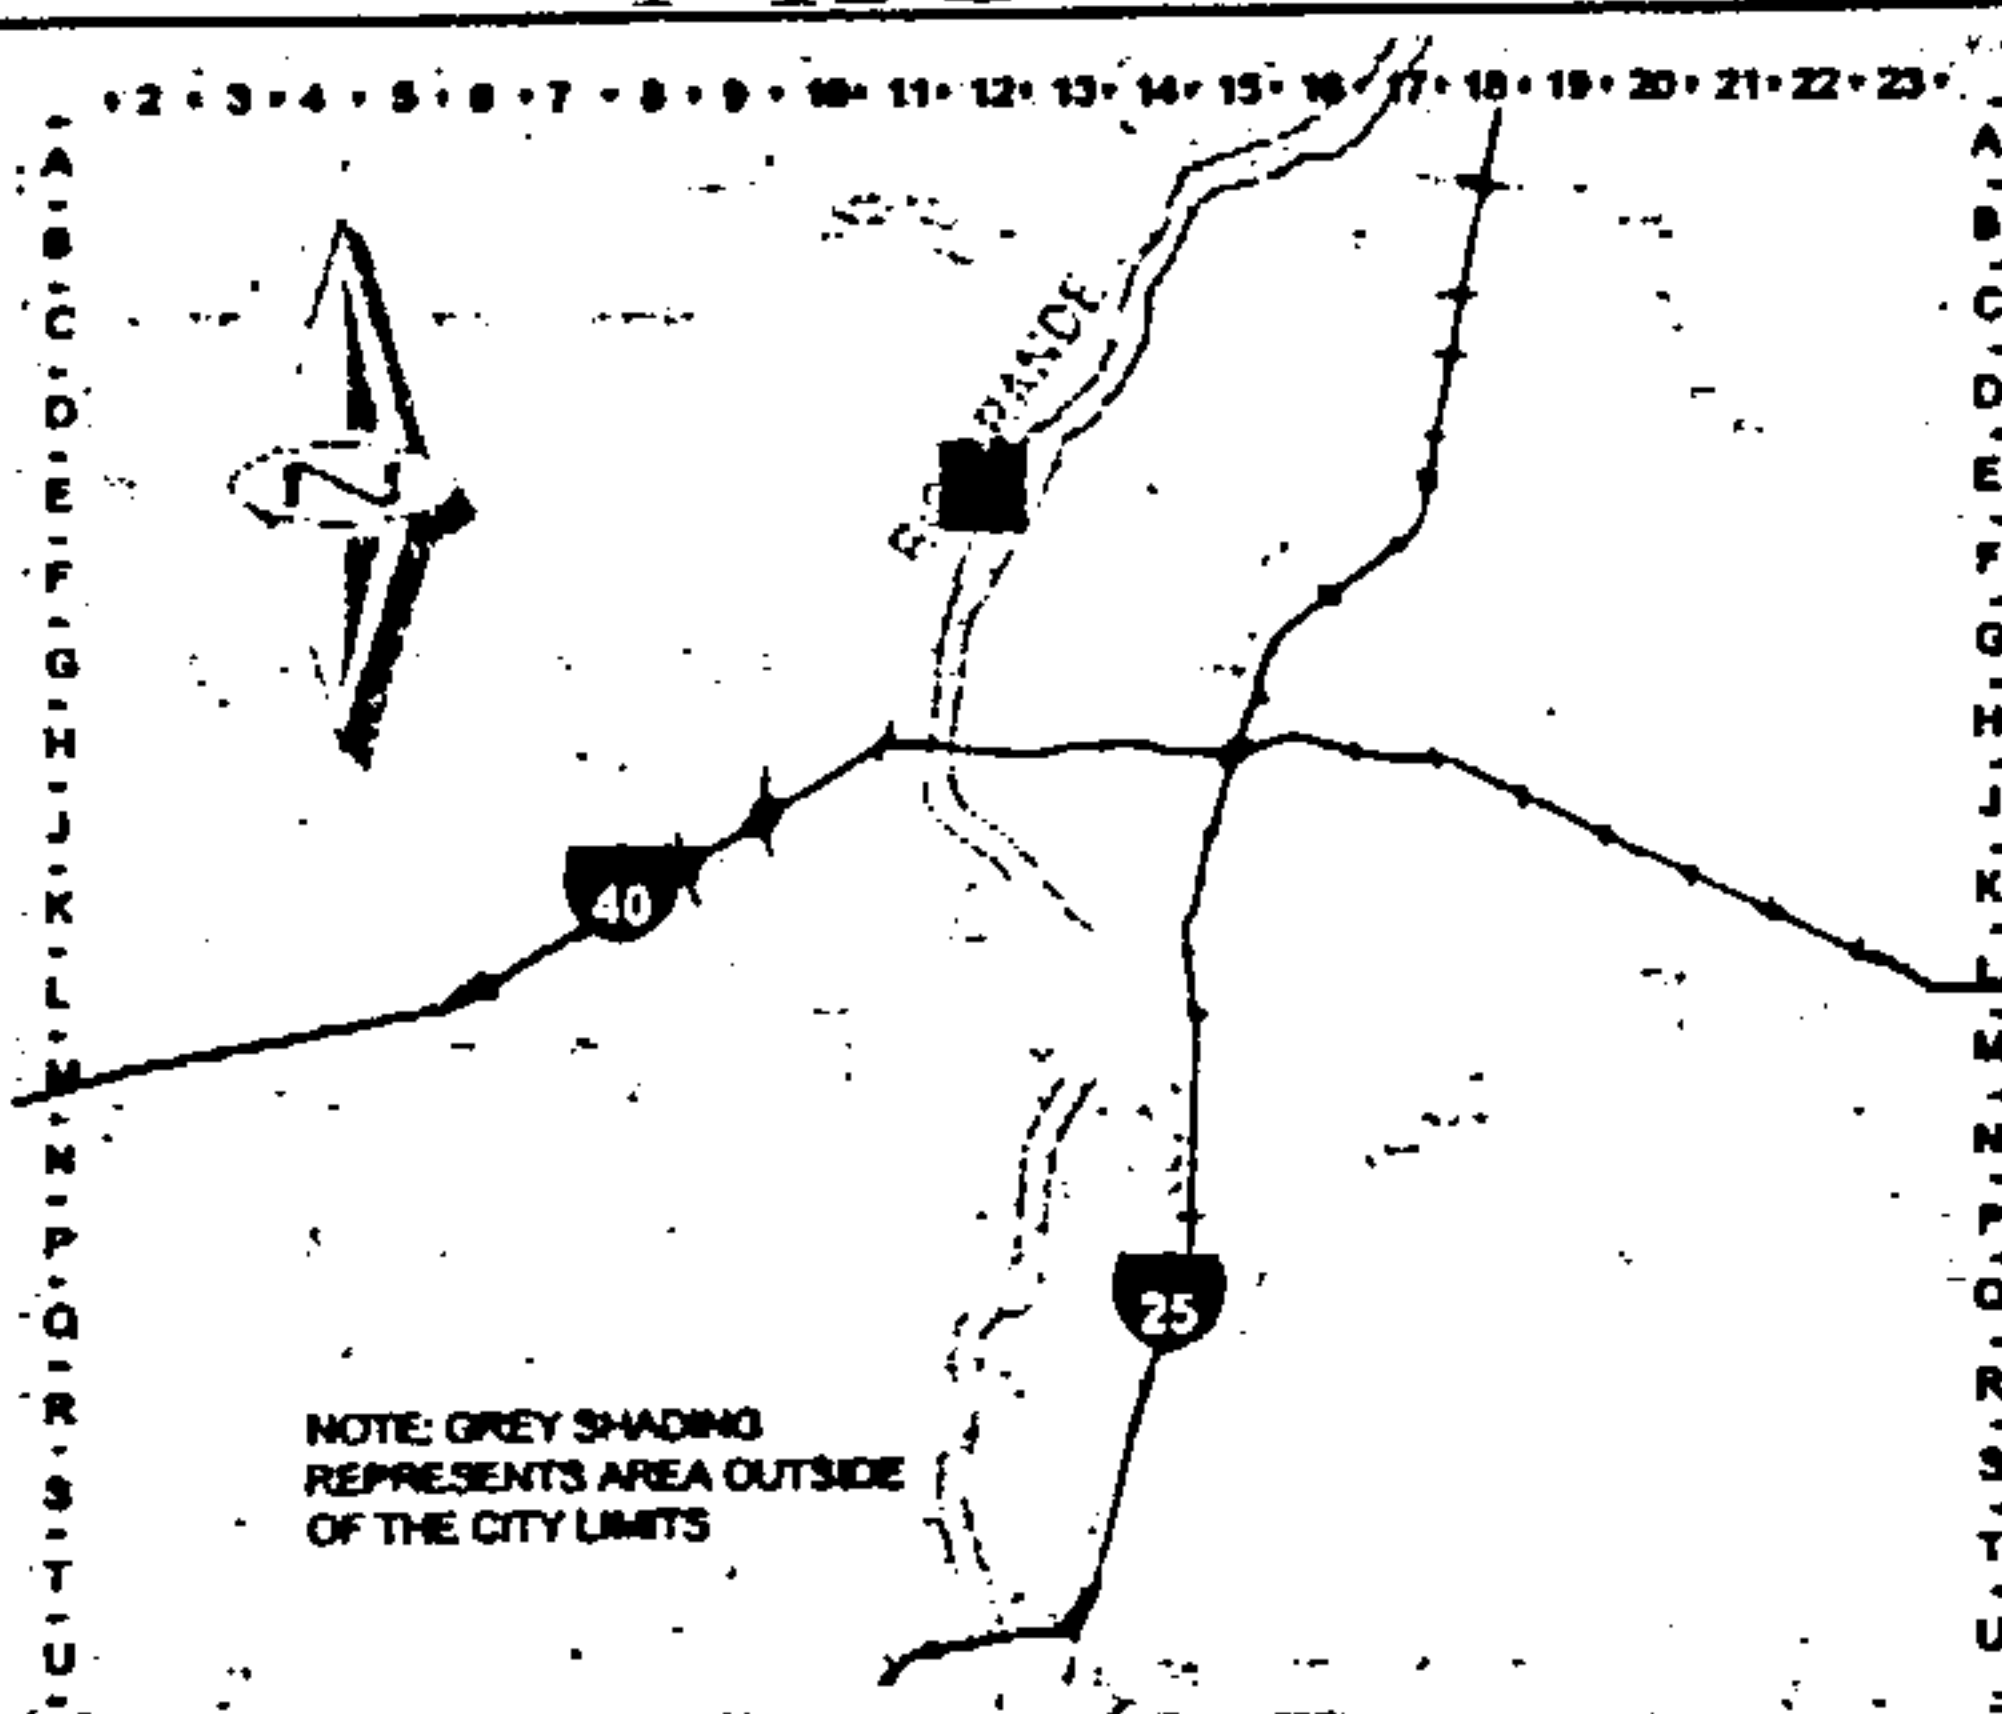 2 3 4 5 6 7 8 9 10 11 12 13 14 15 16 17 18 19 20 21 22 23
A A
B B
C C
D D
E E
F F
G G
H H
J J
K K
L L
M M
N N
P P
Q Q
R R
S S
T T
U U
N
40
25
NOTE: GREY SHADING
REPRESENTS AREA OUTSIDE
OF THE CITY LIMITS